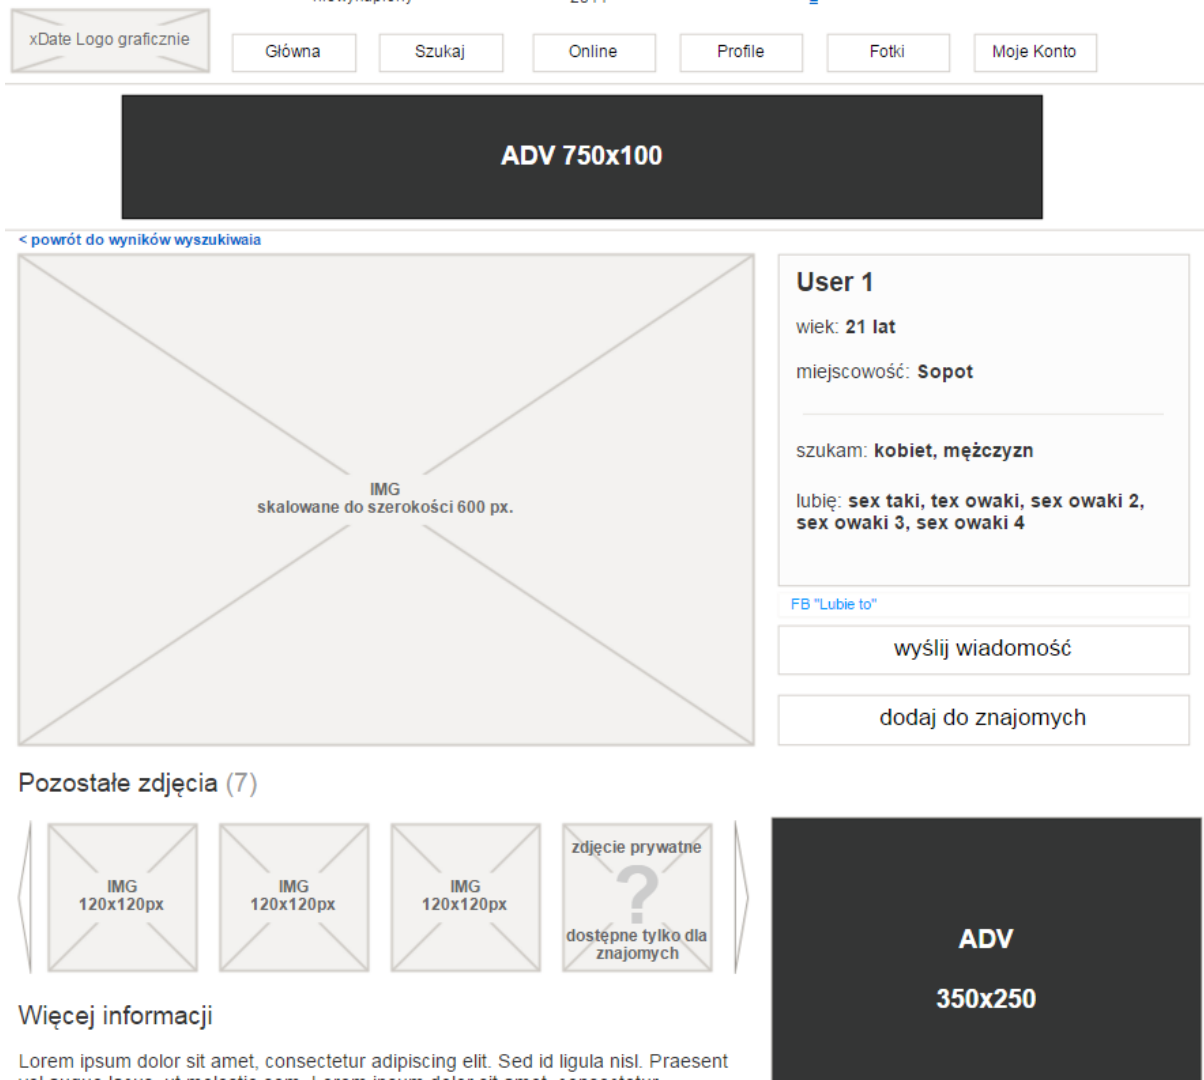 xDate Logo graficznie
Główna
Szukaj
Online
Profile
Fotki
Moje Konto
ADV 750x100
< powrót do wyników wyszukiwaia
IMG
skalowane do szerokości 600 px.
User 1
wiek: 21 lat
miejscowość: Sopot
szukam: kobiet, mężczyzn
lubię: sex taki, tex owaki, sex owaki 2,
sex owaki 3, sex owaki 4
FB "Lubie to"
wyślij wiadomość
dodaj do znajomych
Pozostałe zdjęcia (7)
IMG
120x120px
IMG
120x120px
IMG
120x120px
zdjęcie prywatne
?
dostępne tylko dla
znajomych
ADV
350x250
Więcej informacji
Lorem ipsum dolor sit amet, consectetur adipiscing elit. Sed id ligula nisl. Praesent